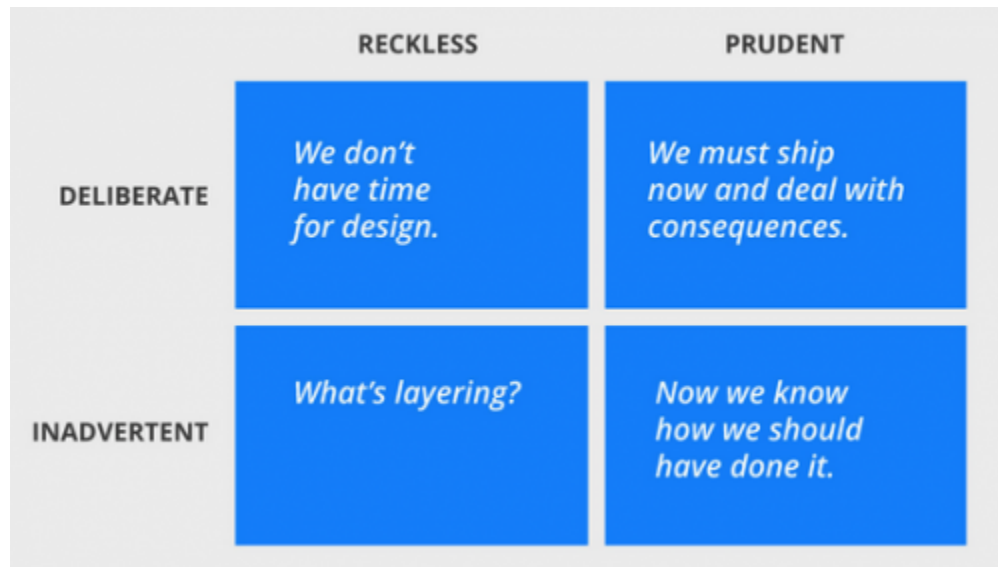 RECKLESS
PRUDENT
DELIBERATE
We don’t
have time
for design.
We must ship
now and deal with
consequences.
INADVERTENT
What’s layering?
Now we know
how we should
have done it.